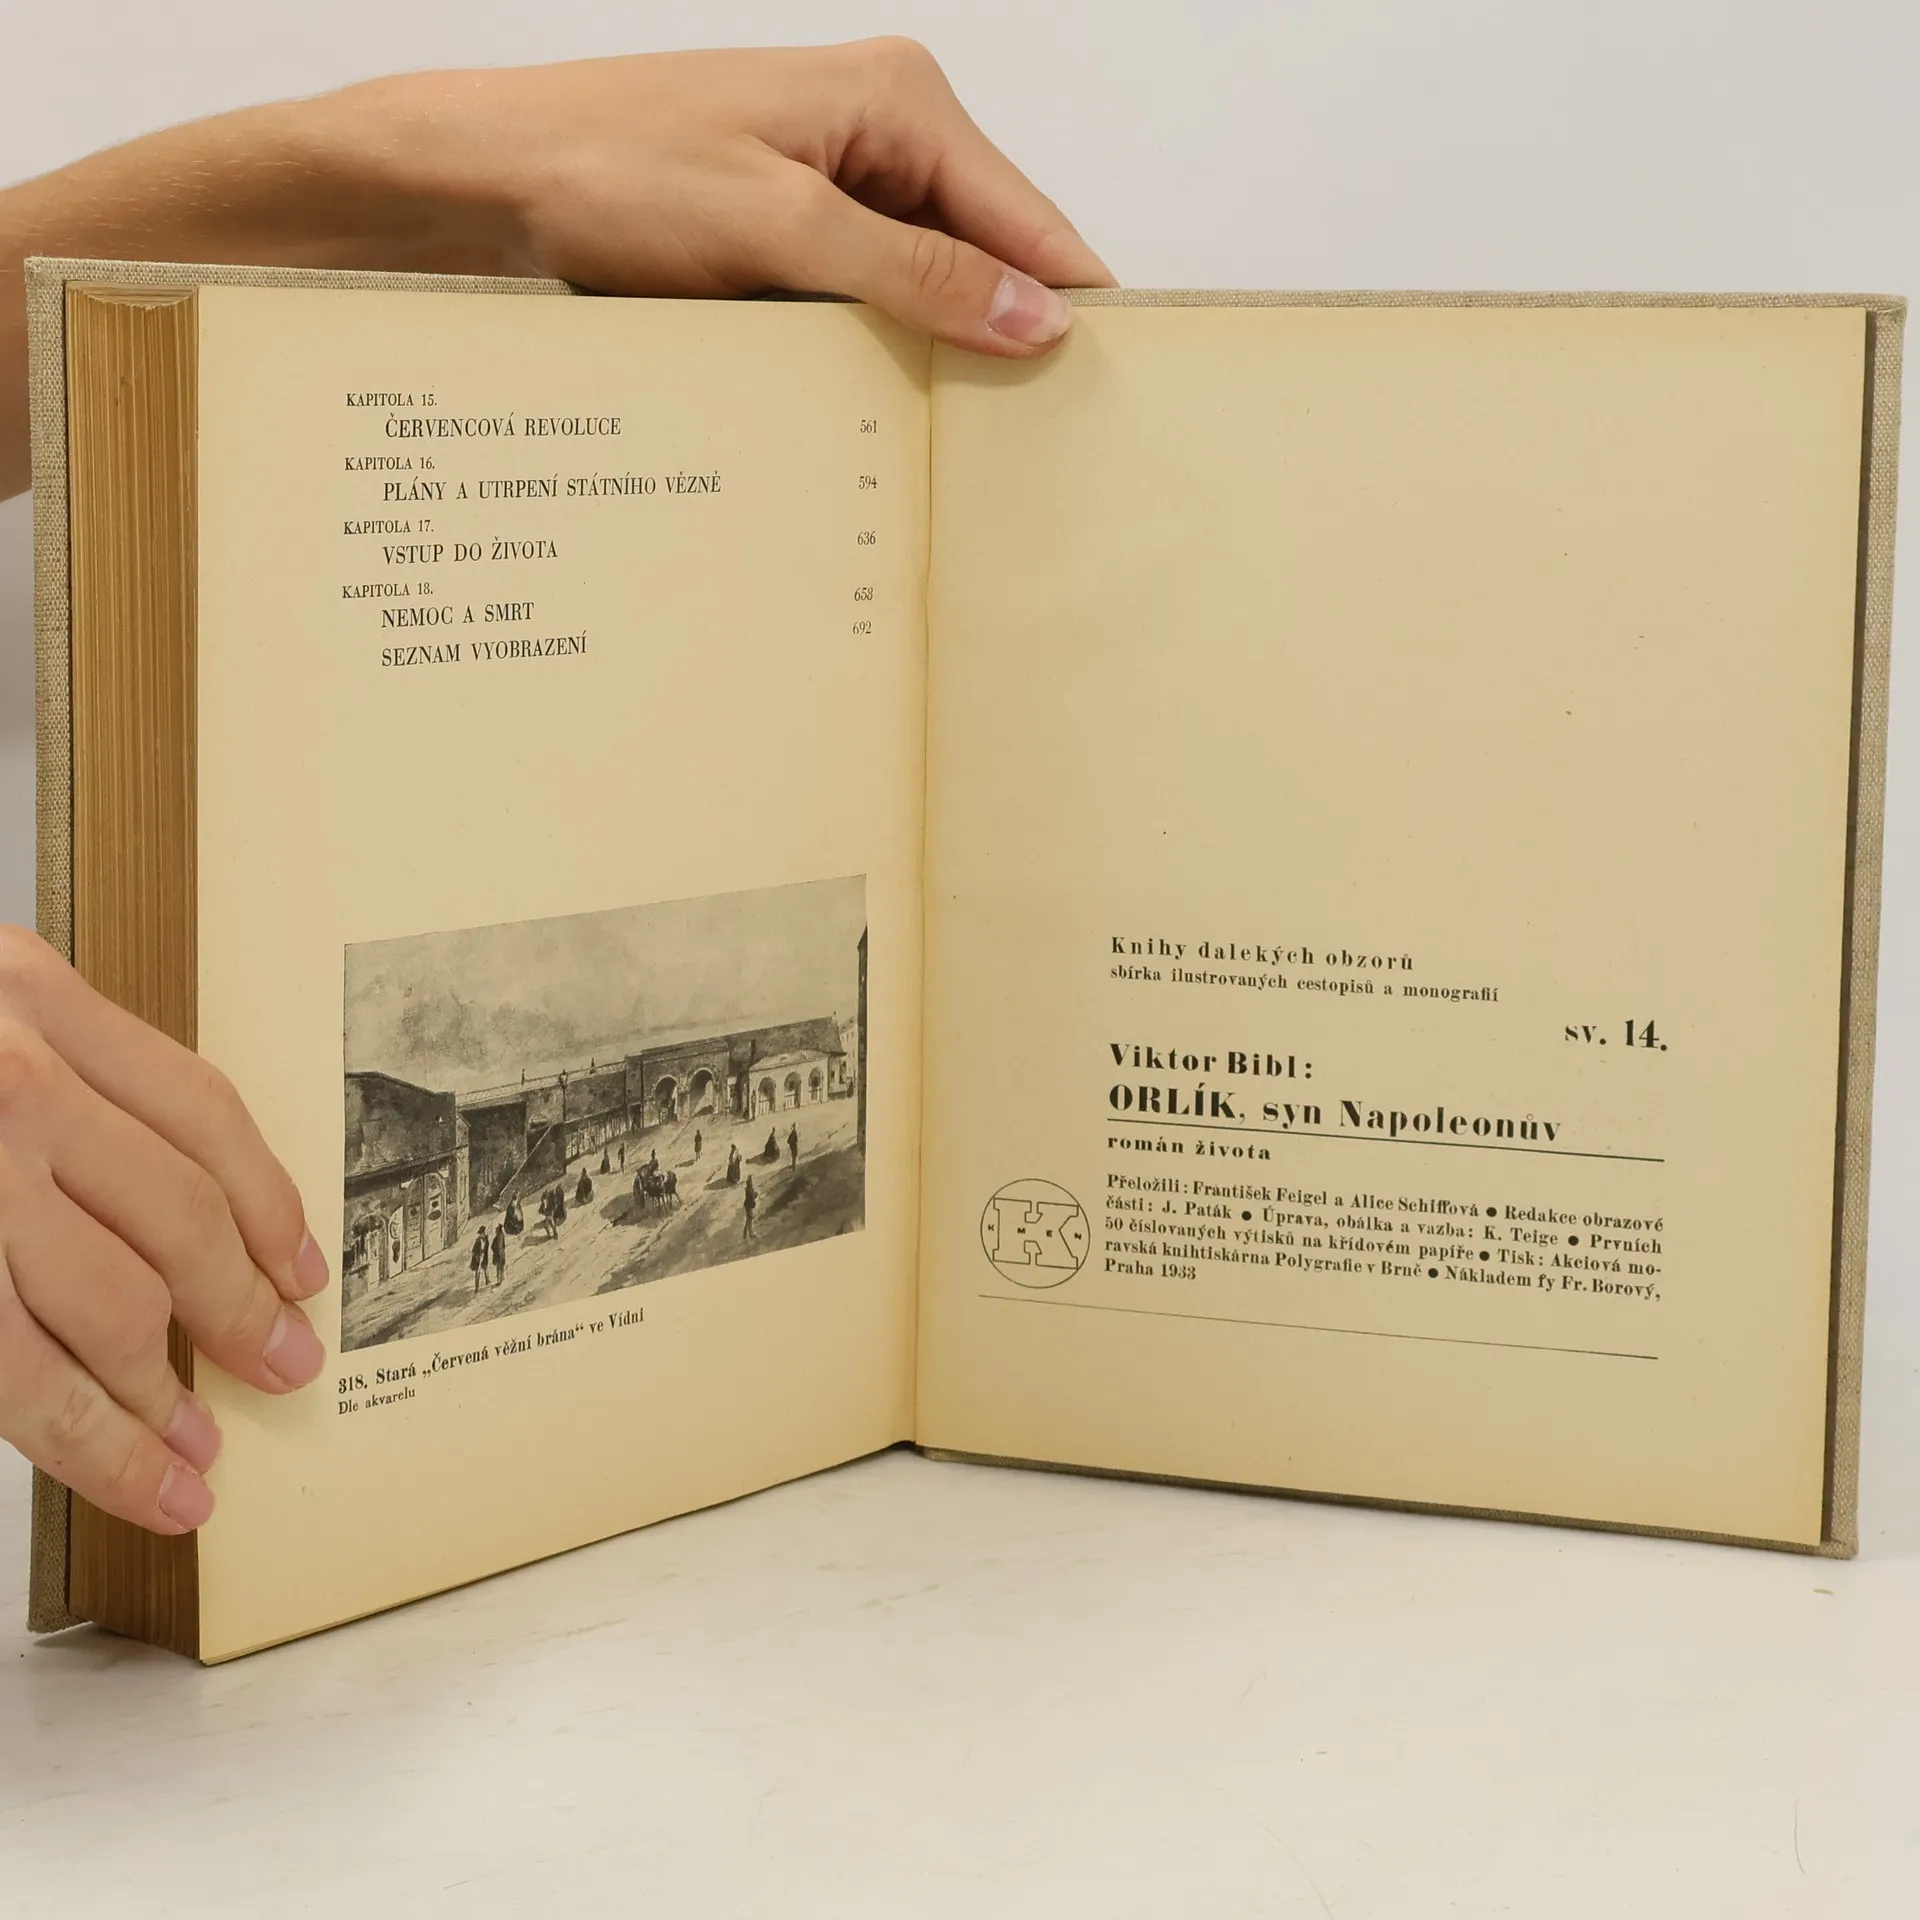 KAPITOLA 15.
ČERVENCOVÁ REVOLUCE 561
KAPITOLA 16.
PLÁNY A UTRPENÍ STÁTNÍHO VĚZNĚ 594
KAPITOLA 17.
VSTUP DO ŽIVOTA 636
KAPITOLA 18.
NEMOC A SMRT 658
SEZNAM VYOBRAZENÍ 692
318. Stará „Červená věžní brána“ ve Vídni
Dle akvarelu
Knihy dalekých obzorů
sbírka ilustrovaných cestopisů a monografií
sv. 14.
Viktor Bibl:
ORLÍK, syn Napoleonův
román života
Přeložili: František Feigel a Alice Schiffová ● Redakce obrazové
části: J. Paták ● Úprava, obálka a vazba: K. Teige ● Prvních
50 číslovaných výtisků na křídovém papíře ● Tisk: Akciová mo-
ravská knihtiskárna Polygrafie v Brně ● Nákladem fy Fr. Borový,
Praha 1933
K
KMEN